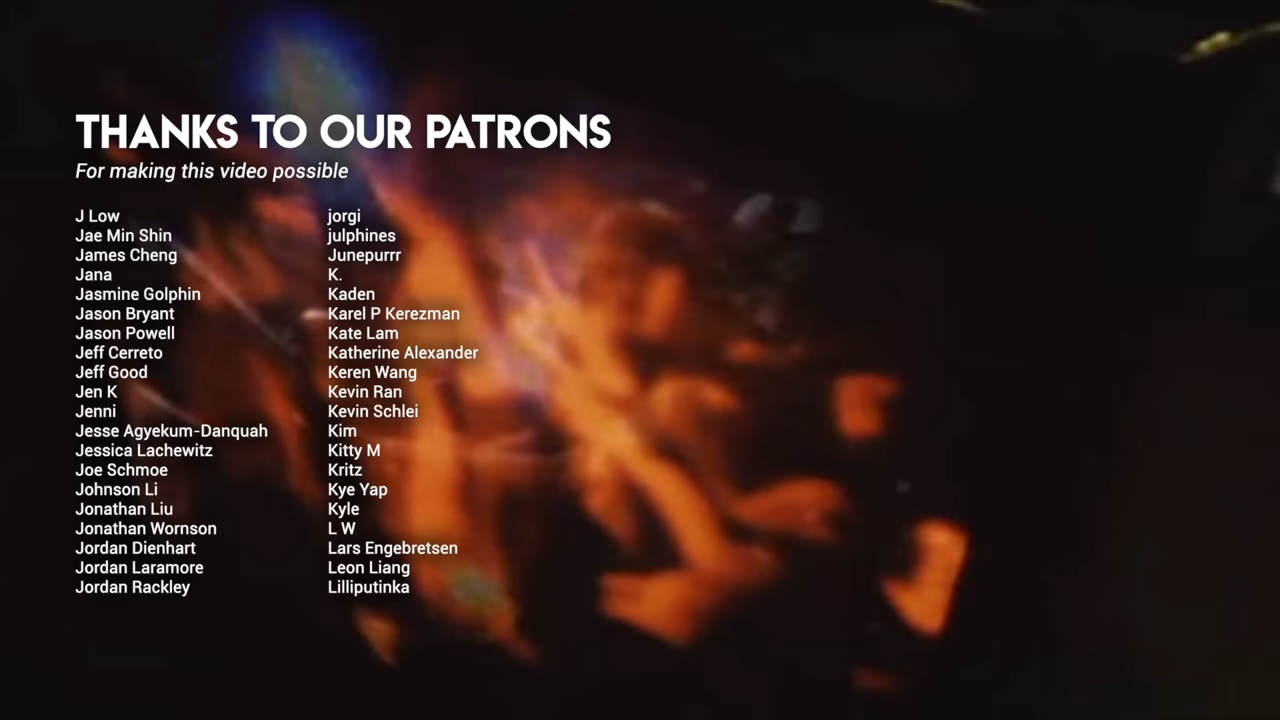 THANKS TO OUR PATRONS
For making this video possible
J Low
Jae Min Shin
James Cheng
Jana
Jasmine Golphin
Jason Bryant
Jason Powell
Jeff Cerreto
Jeff Good
Jen K
Jenni
Jesse Agyekum-Danquah
Jessica Lachewitz
Joe Schmoe
Johnson Li
Jonathan Liu
Jonathan Wornson
Jordan Dienhart
Jordan Laramore
Jordan Rackley
jorgi
julphines
Junepurrr
K.
Kaden
Karel P Kerezman
Kate Lam
Katherine Alexander
Keren Wang
Kevin Ran
Kevin Schlei
Kim
Kitty M
Kritz
Kye Yap
Kyle
L W
Lars Engebretsen
Leon Liang
Lilliputinka